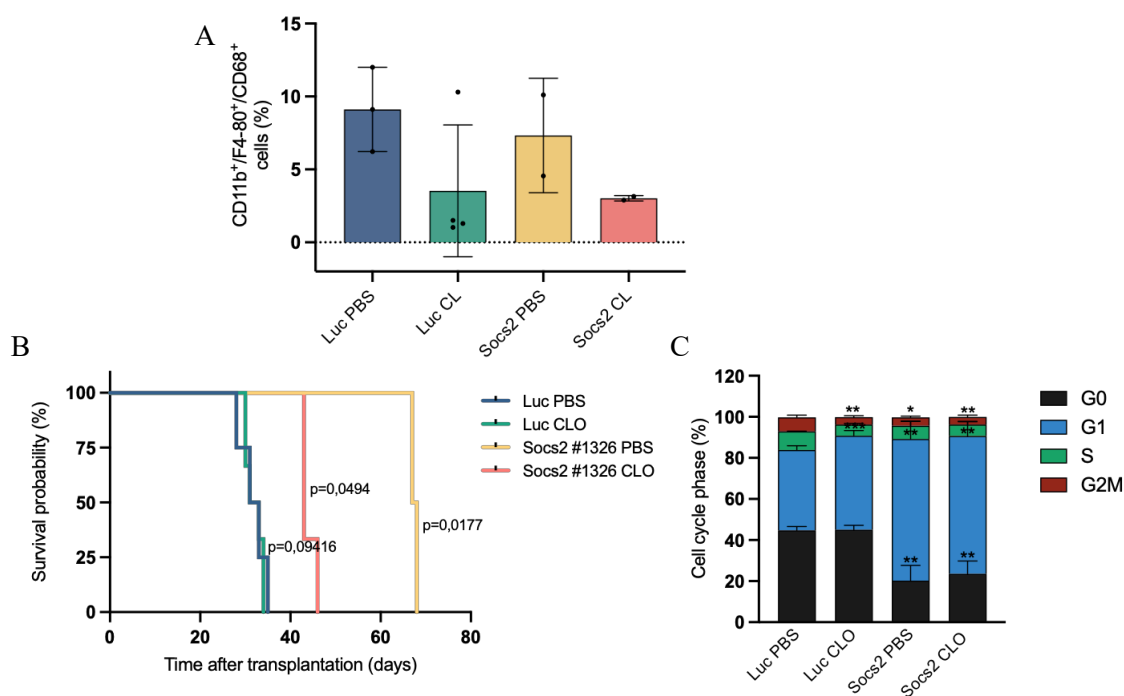 A
CD11b+/F4-80+/CD68+
cells (%)
15
10
5
0
Luc PBS
Luc CL
Socs2 PBS
Socs2 CL
B
Survival probability (%)
100
75
50
25
0
0 20 40 60 80
Time after transplantation (days)
p=0,0494
p=0,09416
p=0,0177
Luc PBS
Luc CLO
Socs2 #1326 PBS
Socs2 #1326 CLO
C
Cell cycle phase (%)
120
100
80
60
40
20
0
** * **
*** ** **
** **
Luc PBS
Luc CLO
Socs2 PBS
Socs2 CLO
G0
G1
S
G2M